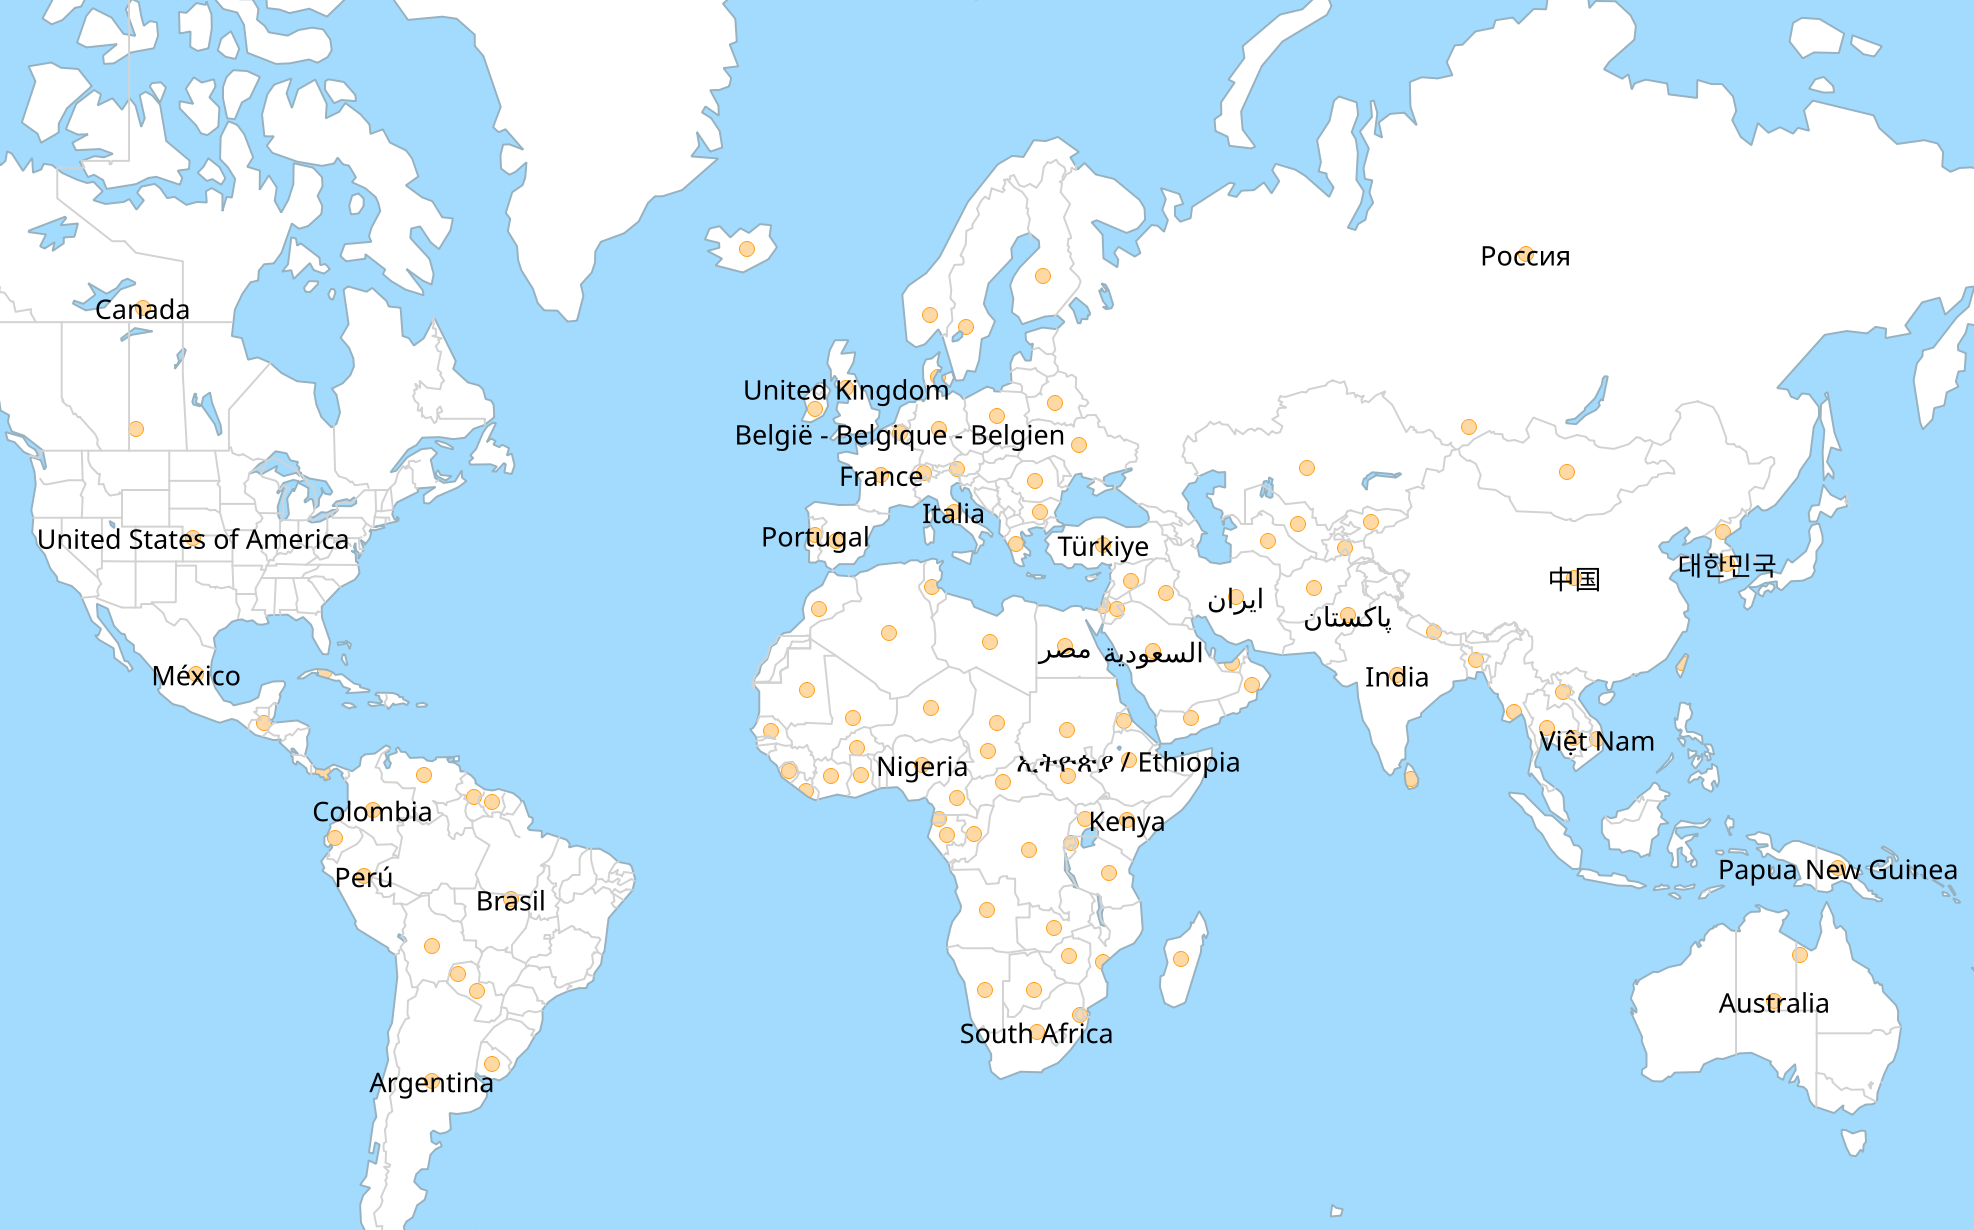 Россия
Canada
United Kingdom
België - Belgique - Belgien
France
Italia
Portugal
United States of America
Türkiye
대한민국
中国
ایران
پاکستان
مصر
السعودية
México
India
Việt Nam
Nigeria
ኢትዮጵያ / Ethiopia
Colombia
Kenya
Perú
Papua New Guinea
Brasil
Australia
South Africa
Argentina